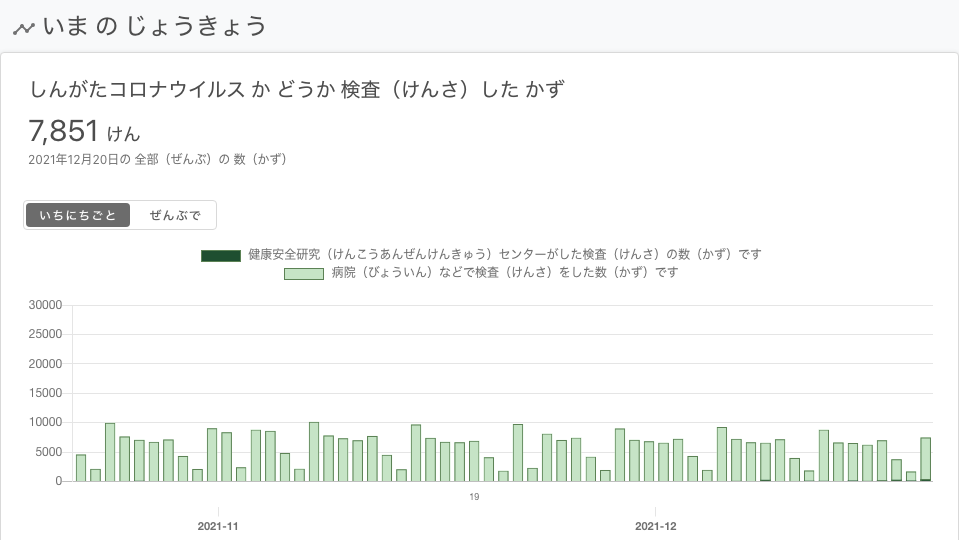 いま の じょうきょう
しんがたコロナウイルス か どうか 検査（けんさ）した かず
7,851 けん
2021年12月20日の 全部（ぜんぶ）の 数（かず）
いちにちごと ぜんぶで
健康安全研究（けんこうあんぜんけんきゅう）センターがした検査（けんさ）の数（かず）です
病院（びょういん）などで検査（けんさ）をした数（かず）です
30000
25000
20000
15000
10000
5000
0
19
2021-11 2021-12